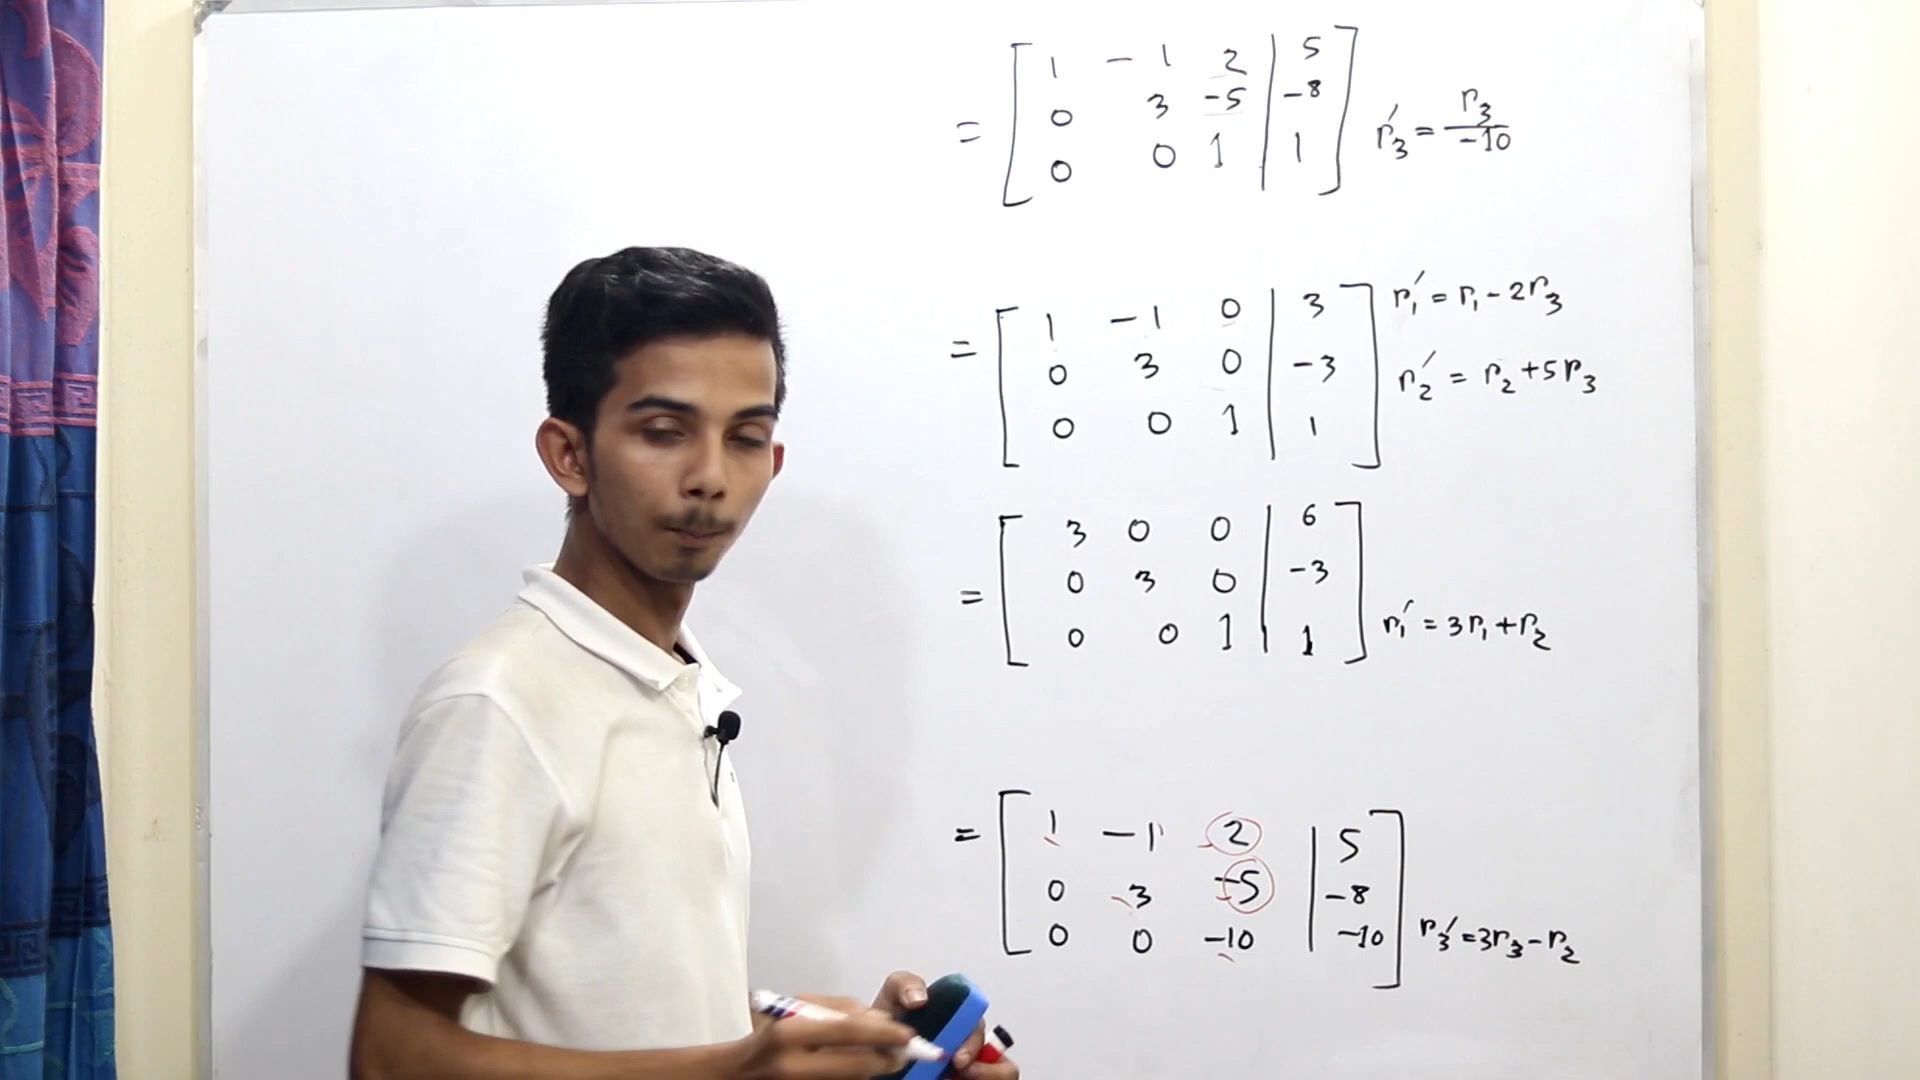 1 -1 2 | 5
0 3 -5 | -8
= 0 0 1 | 1 r₃′ = r₃/-10
1 -1 0 | 3 r₁′ = r₁ - 2r₃
= 0 3 0 | -3 r₂′ = r₂ + 5r₃
0 0 1 | 1
3 0 0 | 6
= 0 3 0 | -3
0 0 1 | 1 r₁′ = 3r₁ + r₂
= 1 -1 2 | 5
0 3 -5 | -8
0 0 -10 | -10 r₃′ = 3r₃ - r₂